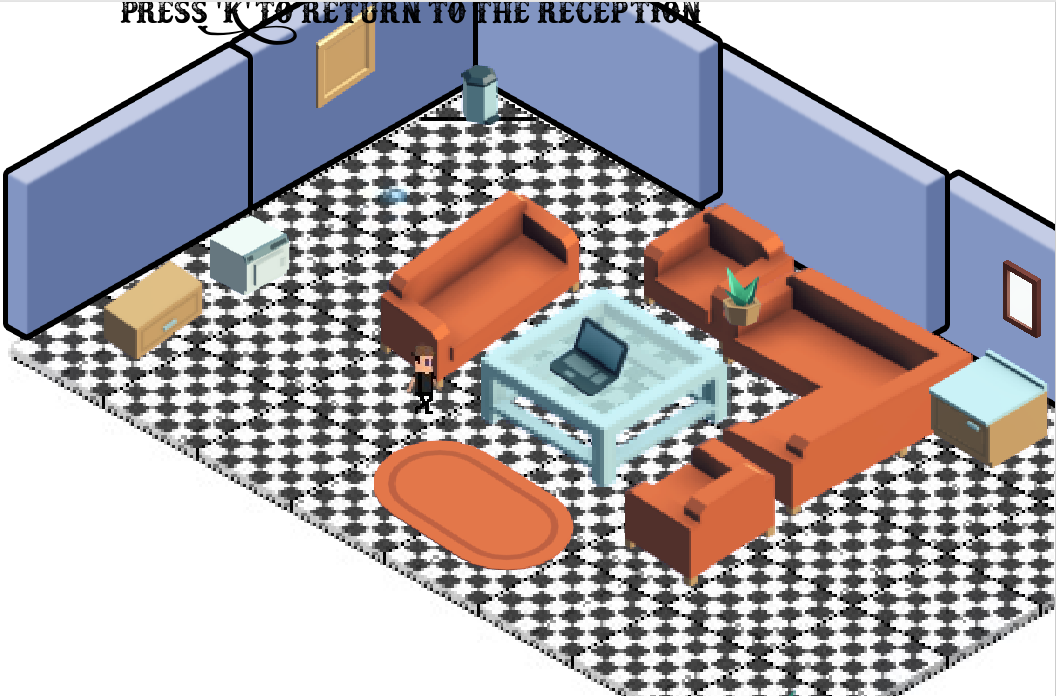 PRESS 'K' TO RETURN TO THE RECEPTION